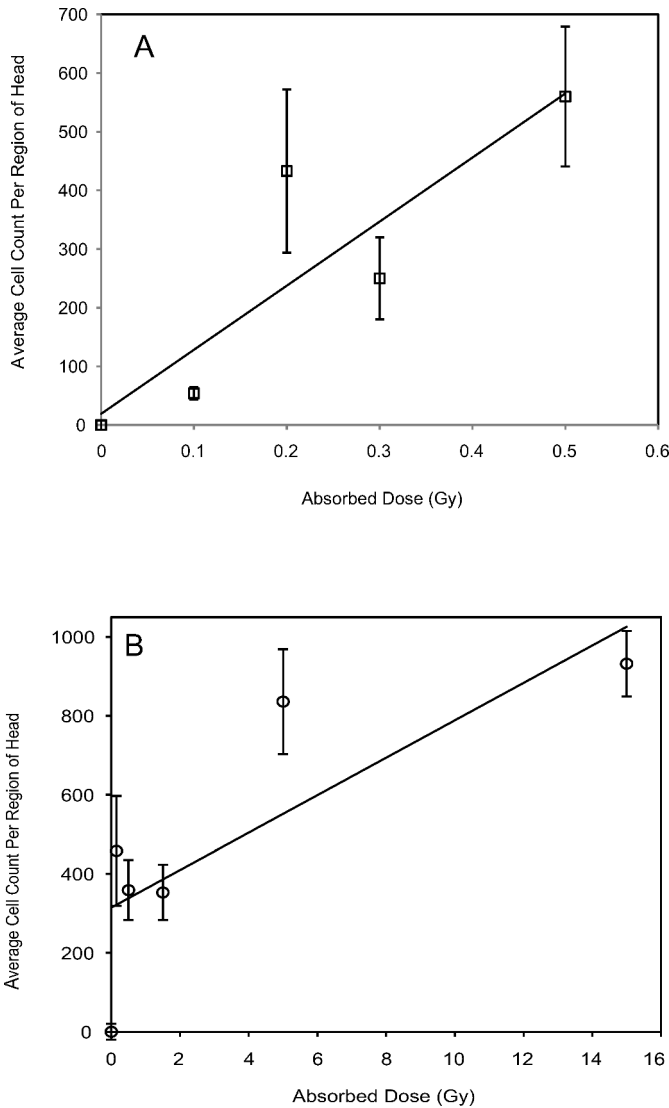 A
Average Cell Count Per Region of Head
700
600
500
400
300
200
100
0
0 0.1 0.2 0.3 0.4 0.5 0.6
Absorbed Dose (Gy)
B
Average Cell Count Per Region of Head
1000
800
600
400
200
0
0 2 4 6 8 10 12 14 16
Absorbed Dose (Gy)